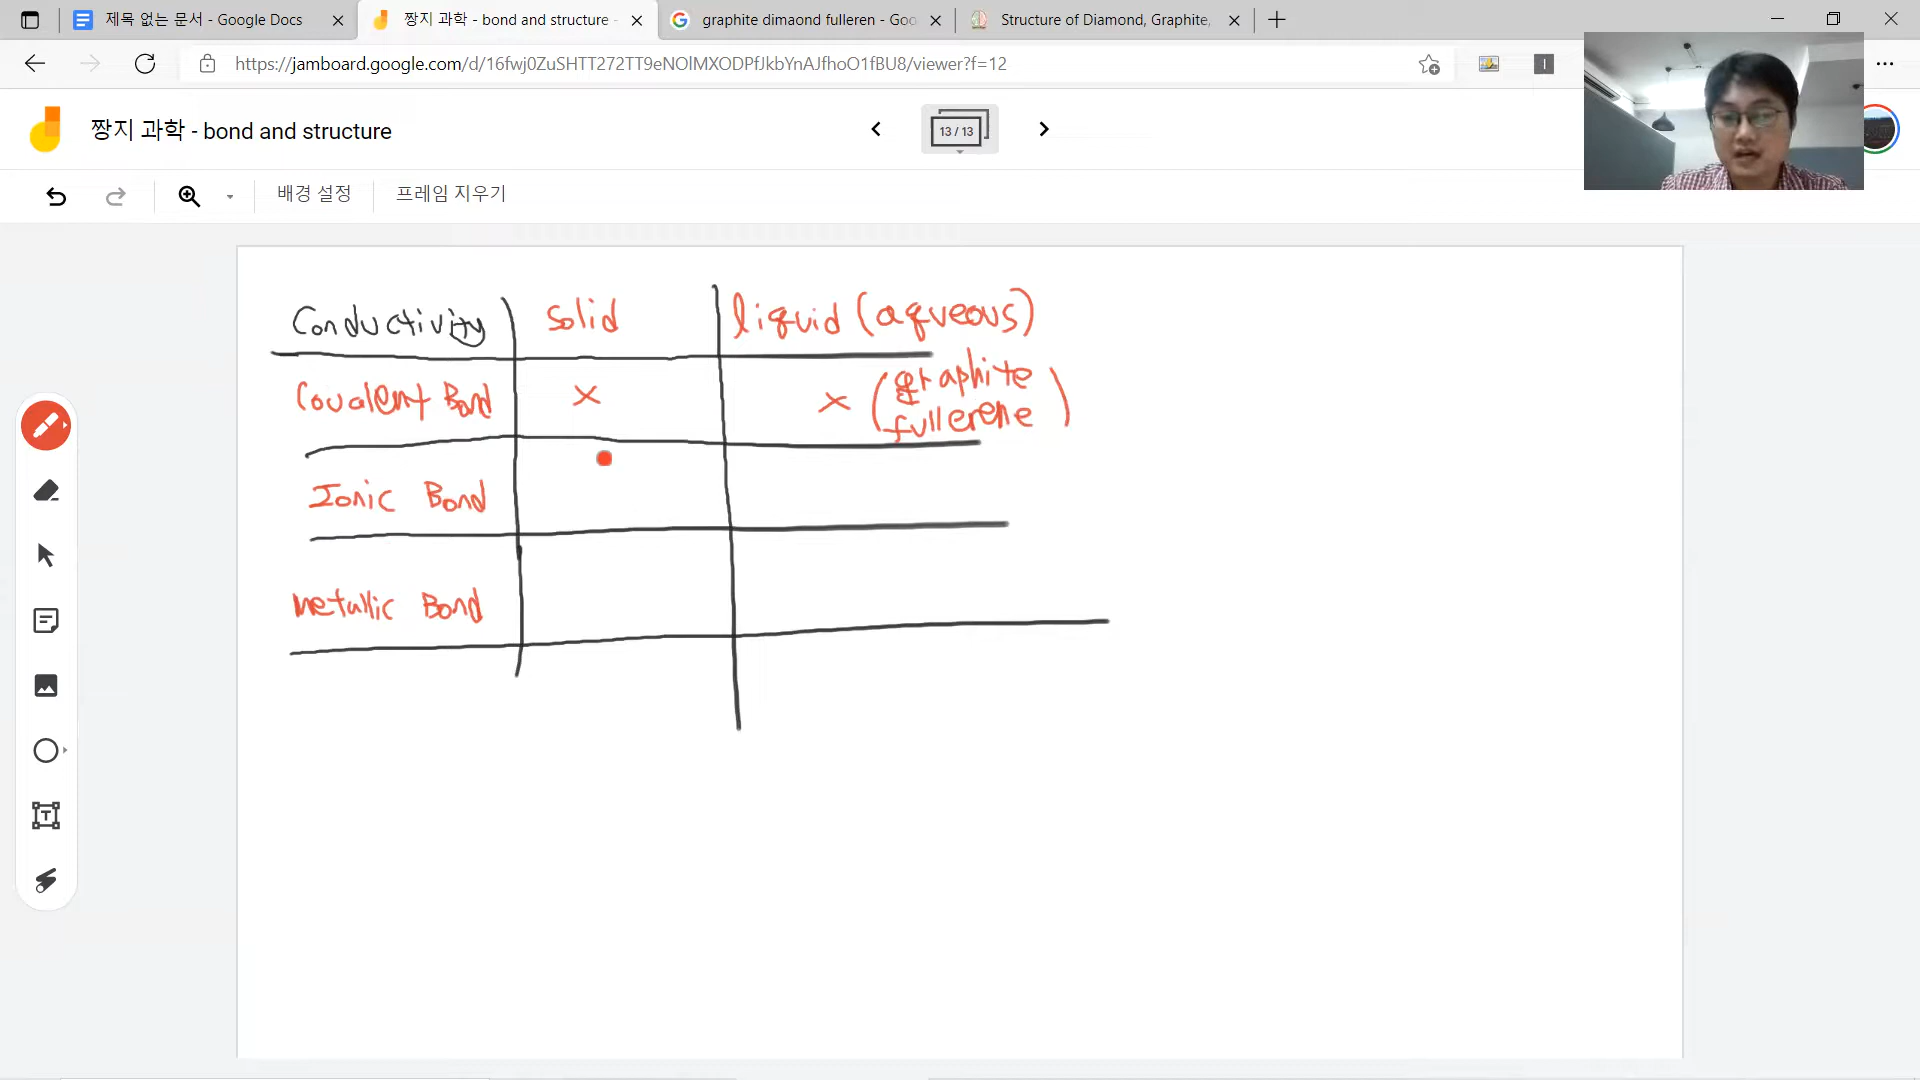 제목 없는 문서 - Google Docs
짱지 과학 - bond and structure -
graphite dimaond fulleren - Goo
Structure of Diamond, Graphite,
https://jamboard.google.com/d/16fwj0ZuSHTT272TT9eNOlMXODPfJkbYnAJfhoO1fBU8/viewer?f=12
짱지 과학 - bond and structure
13 / 13
배경 설정
프레임 지우기
Conductivity
solid
liquid (aqueous)
Covalent Bond
×
× (graphite
fullerene)
Ionic Bond
metallic Bond